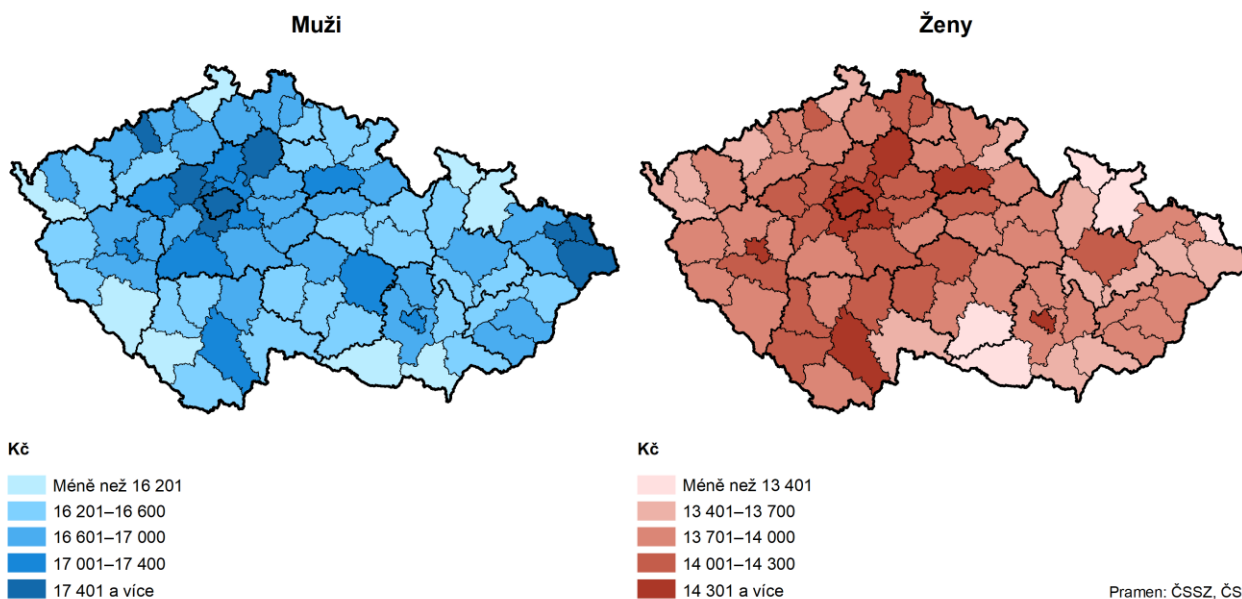 Muži
Ženy
Kč
Méně než 16 201
16 201–16 600
16 601–17 000
17 001–17 400
17 401 a více
Kč
Méně než 13 401
13 401–13 700
13 701–14 000
14 001–14 300
14 301 a více
Pramen: ČSSZ, ČS